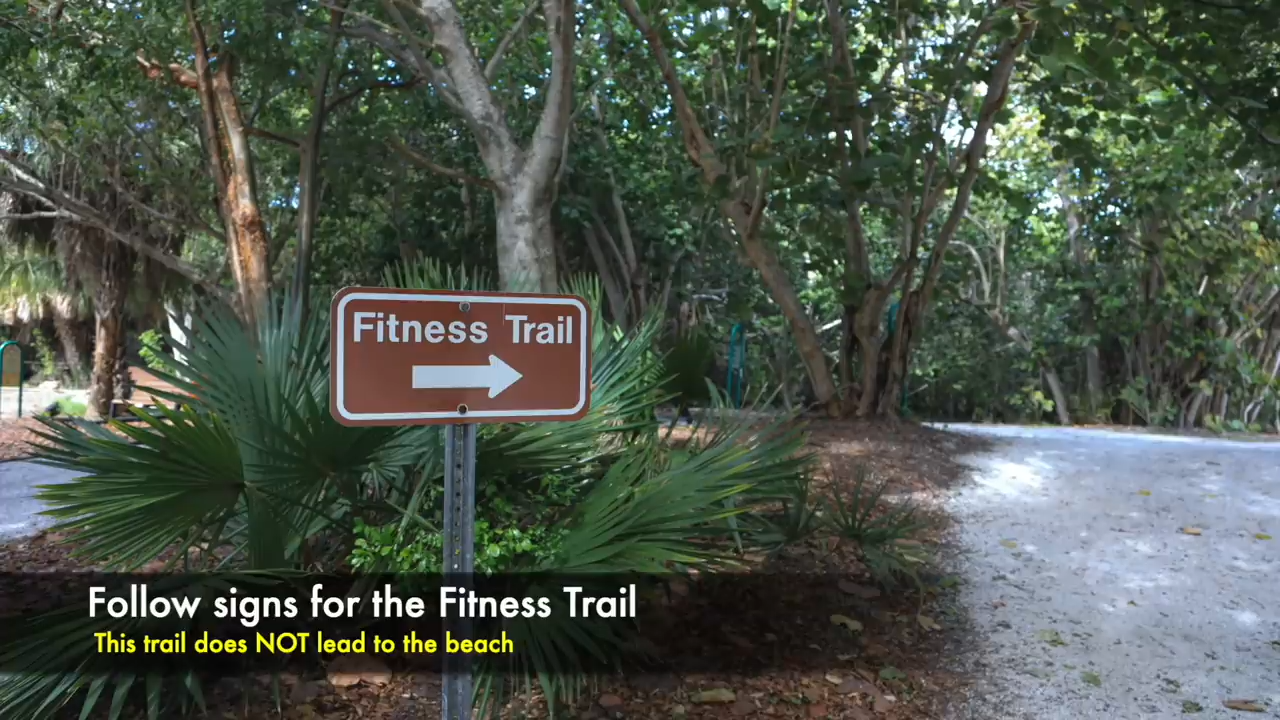 Fitness Trail
Follow signs for the Fitness Trail
This trail does NOT lead to the beach